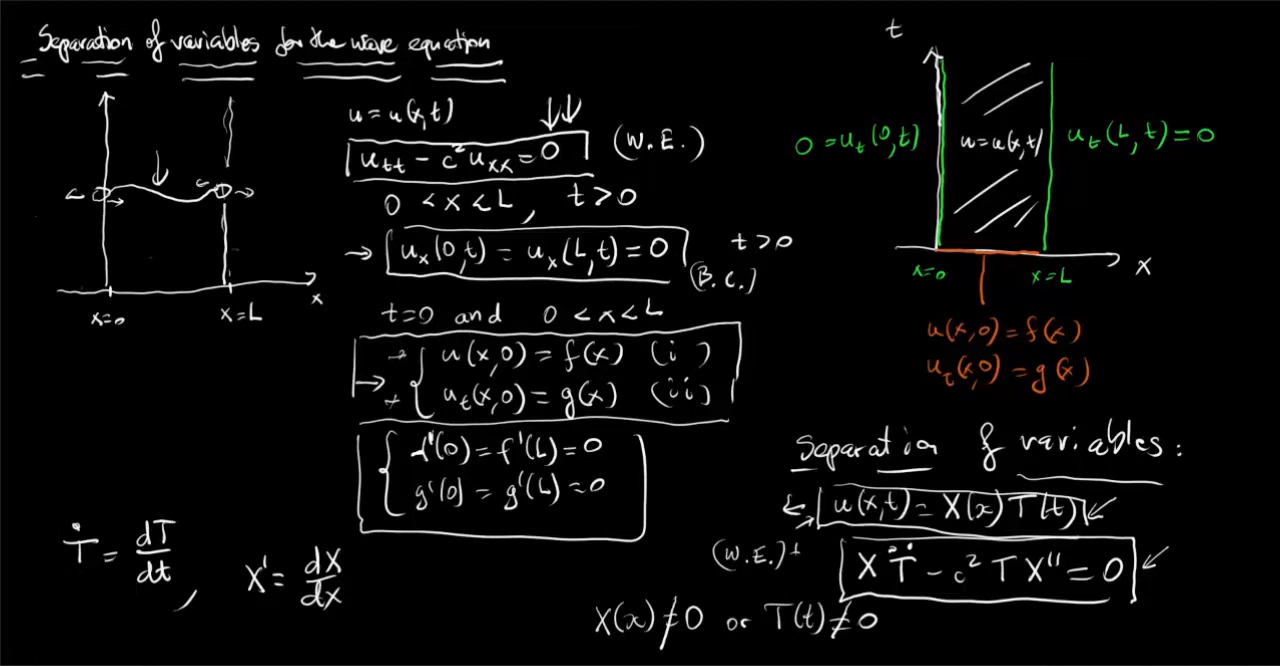 Separation of variables for the wave equation
x=0
x=L
x
u = u(x,t)
u_tt - c²u_xx = 0 (W.E.)
0 < x < L, t > 0
→ u_x(0,t) = u_x(L,t) = 0 t > 0
(B.C.)
t=0 and 0 < x < L
u(x,0) = f(x) (i)
u_t(x,0) = g(x) (ii)
f'(0) = f'(L) = 0
g'(0) = g'(L) = 0
Ṫ = dT/dt, X' = dX/dx
t
0 = u_t(0,t) u = u(x,t) u_t(L,t) = 0
x=0 x=L x
u(x,0) = f(x)
u_t(x,0) = g(x)
Separation of variables:
u(x,t) = X(x) T(t)
(W.E.)
X T̈ - c² T X'' = 0
X(x) ≠ 0 or T(t) ≠ 0